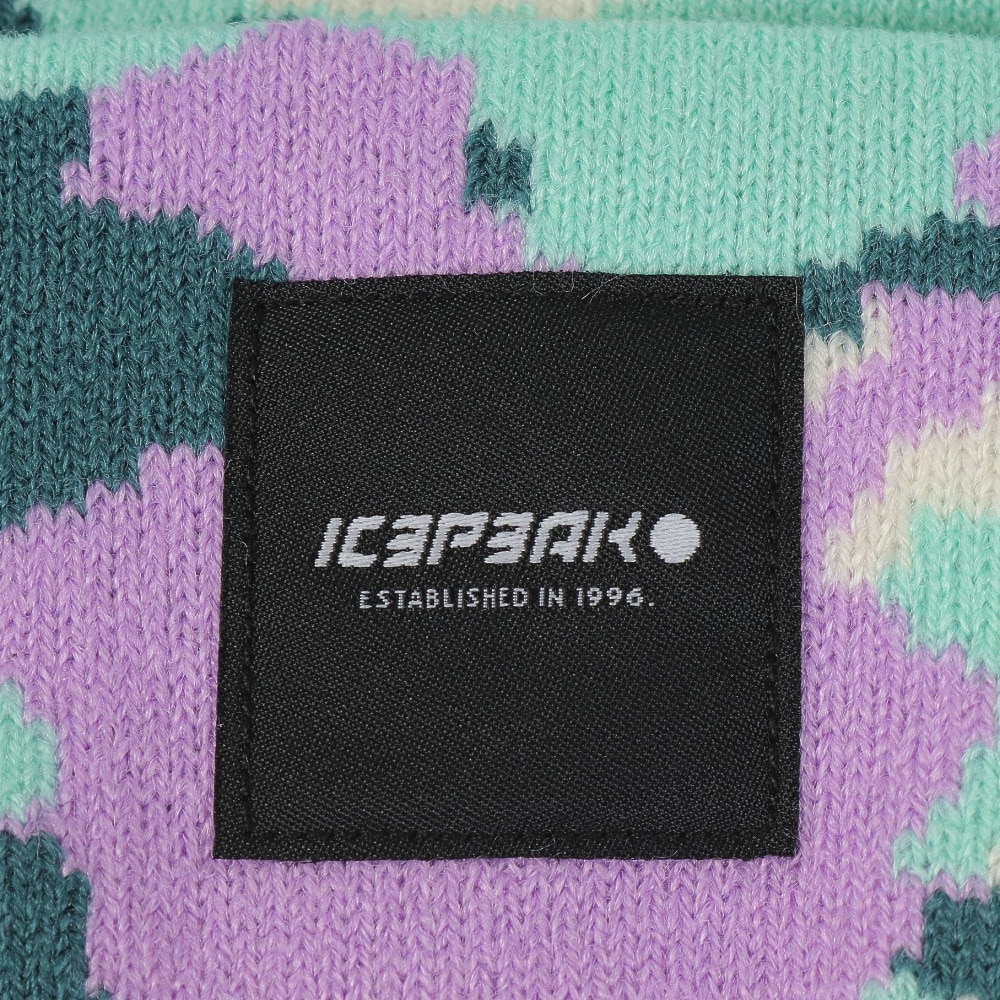 ICEPEAK
ESTABLISHED IN 1996.